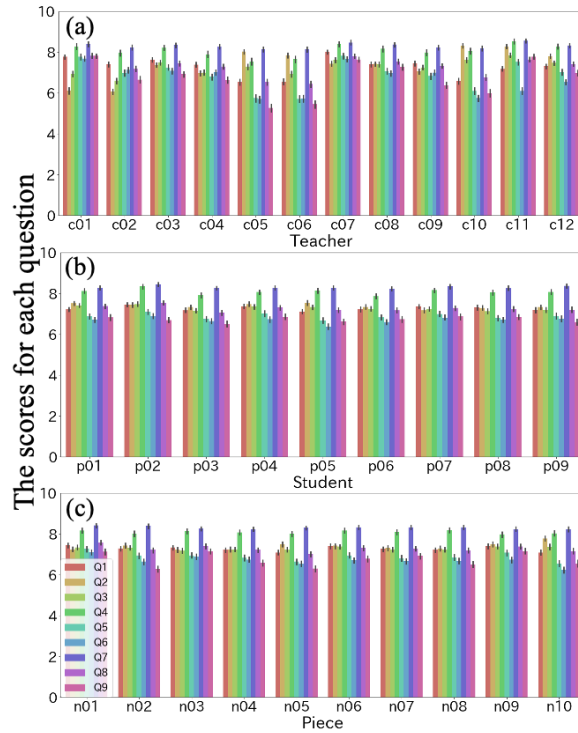 The scores for each question
(a)
10
8
6
4
2
0
c01 c02 c03 c04 c05 c06 c07 c08 c09 c10 c11 c12
Teacher
(b)
10
8
6
4
2
0
p01 p02 p03 p04 p05 p06 p07 p08 p09
Student
(c)
10
8
6
4
2
0
Q1
Q2
Q3
Q4
Q5
Q6
Q7
Q8
Q9
n01 n02 n03 n04 n05 n06 n07 n08 n09 n10
Piece